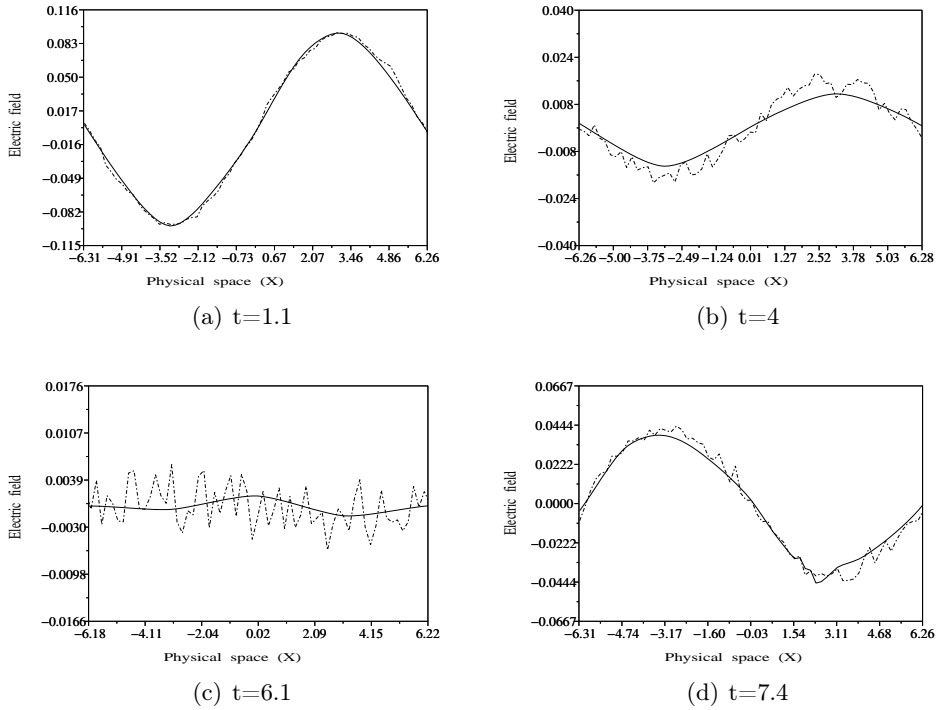 0.116
0.083
0.050
0.017
−0.016
−0.049
−0.082
−0.115
Electric field
−6.31 −4.91 −3.52 −2.12 −0.73 0.67 2.07 3.46 4.86 6.26
Physical space (X)
(a) t=1.1
0.040
0.024
0.008
−0.008
−0.024
−0.040
Electric field
−6.26 −5.00 −3.75 −2.49 −1.24 0.01 1.27 2.52 3.78 5.03 6.28
Physical space (X)
(b) t=4
0.0176
0.0107
0.0039
−0.0030
−0.0098
−0.0166
Electric field
−6.18 −4.11 −2.04 0.02 2.09 4.15 6.22
Physical space (X)
(c) t=6.1
0.0667
0.0444
0.0222
0.0000
−0.0222
−0.0444
−0.0667
Electric field
−6.31 −4.74 −3.17 −1.60 −0.03 1.54 3.11 4.68 6.26
Physical space (X)
(d) t=7.4